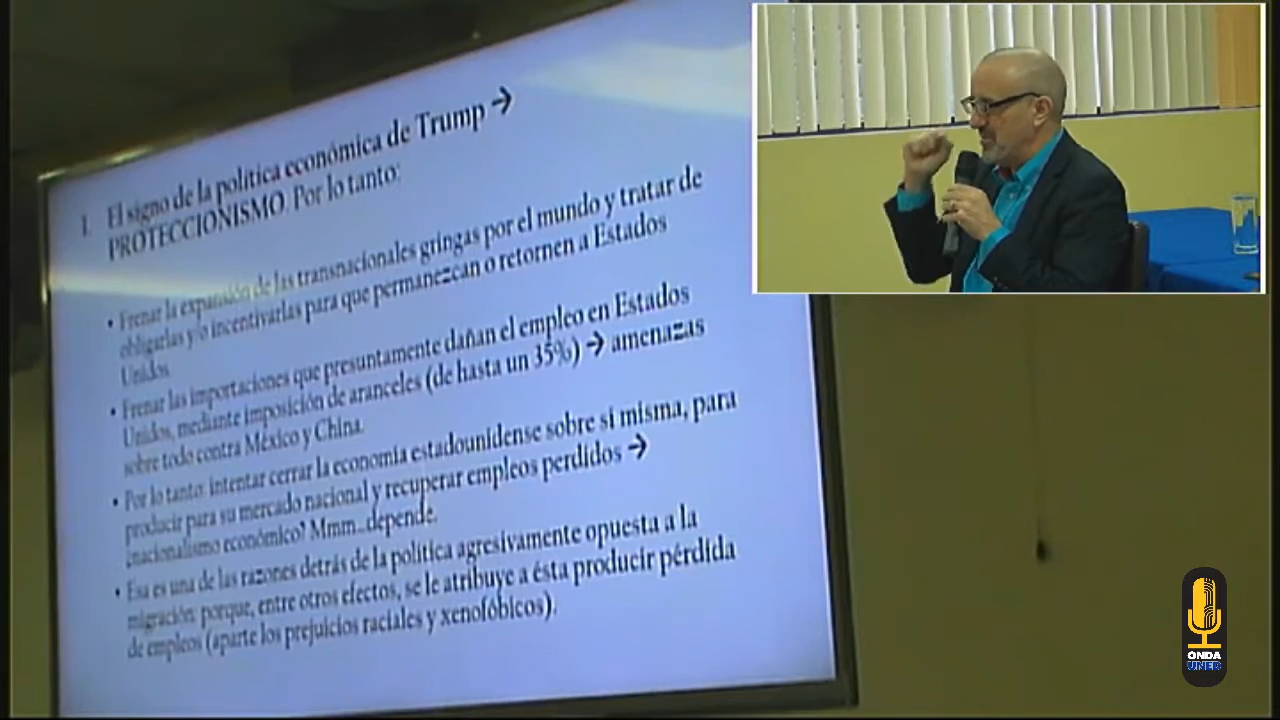 1. El signo de la política económica de Trump →
PROTECCIONISMO. Por lo tanto:
• Frenar la expansión de las transnacionales gringas por el mundo y tratar de
obligarlas y/o incentivarlas para que permanezcan o retornen a Estados
Unidos.
• Frenar las importaciones que presuntamente dañan el empleo en Estados
Unidos, mediante imposición de aranceles (de hasta un 35%) → amenazas
sobre todo contra México y China.
• Por lo tanto: intentar cerrar la economía estadounidense sobre sí misma, para
producir para su mercado nacional y recuperar empleos perdidos →
¿nacionalismo económico? Mmm...depende.
• Esa es una de las razones detrás de la política agresivamente opuesta a la
migración: porque, entre otros efectos, se le atribuye a ésta producir pérdida
de empleos (aparte los prejuicios raciales y xenofóbicos).
ONDA
UNED